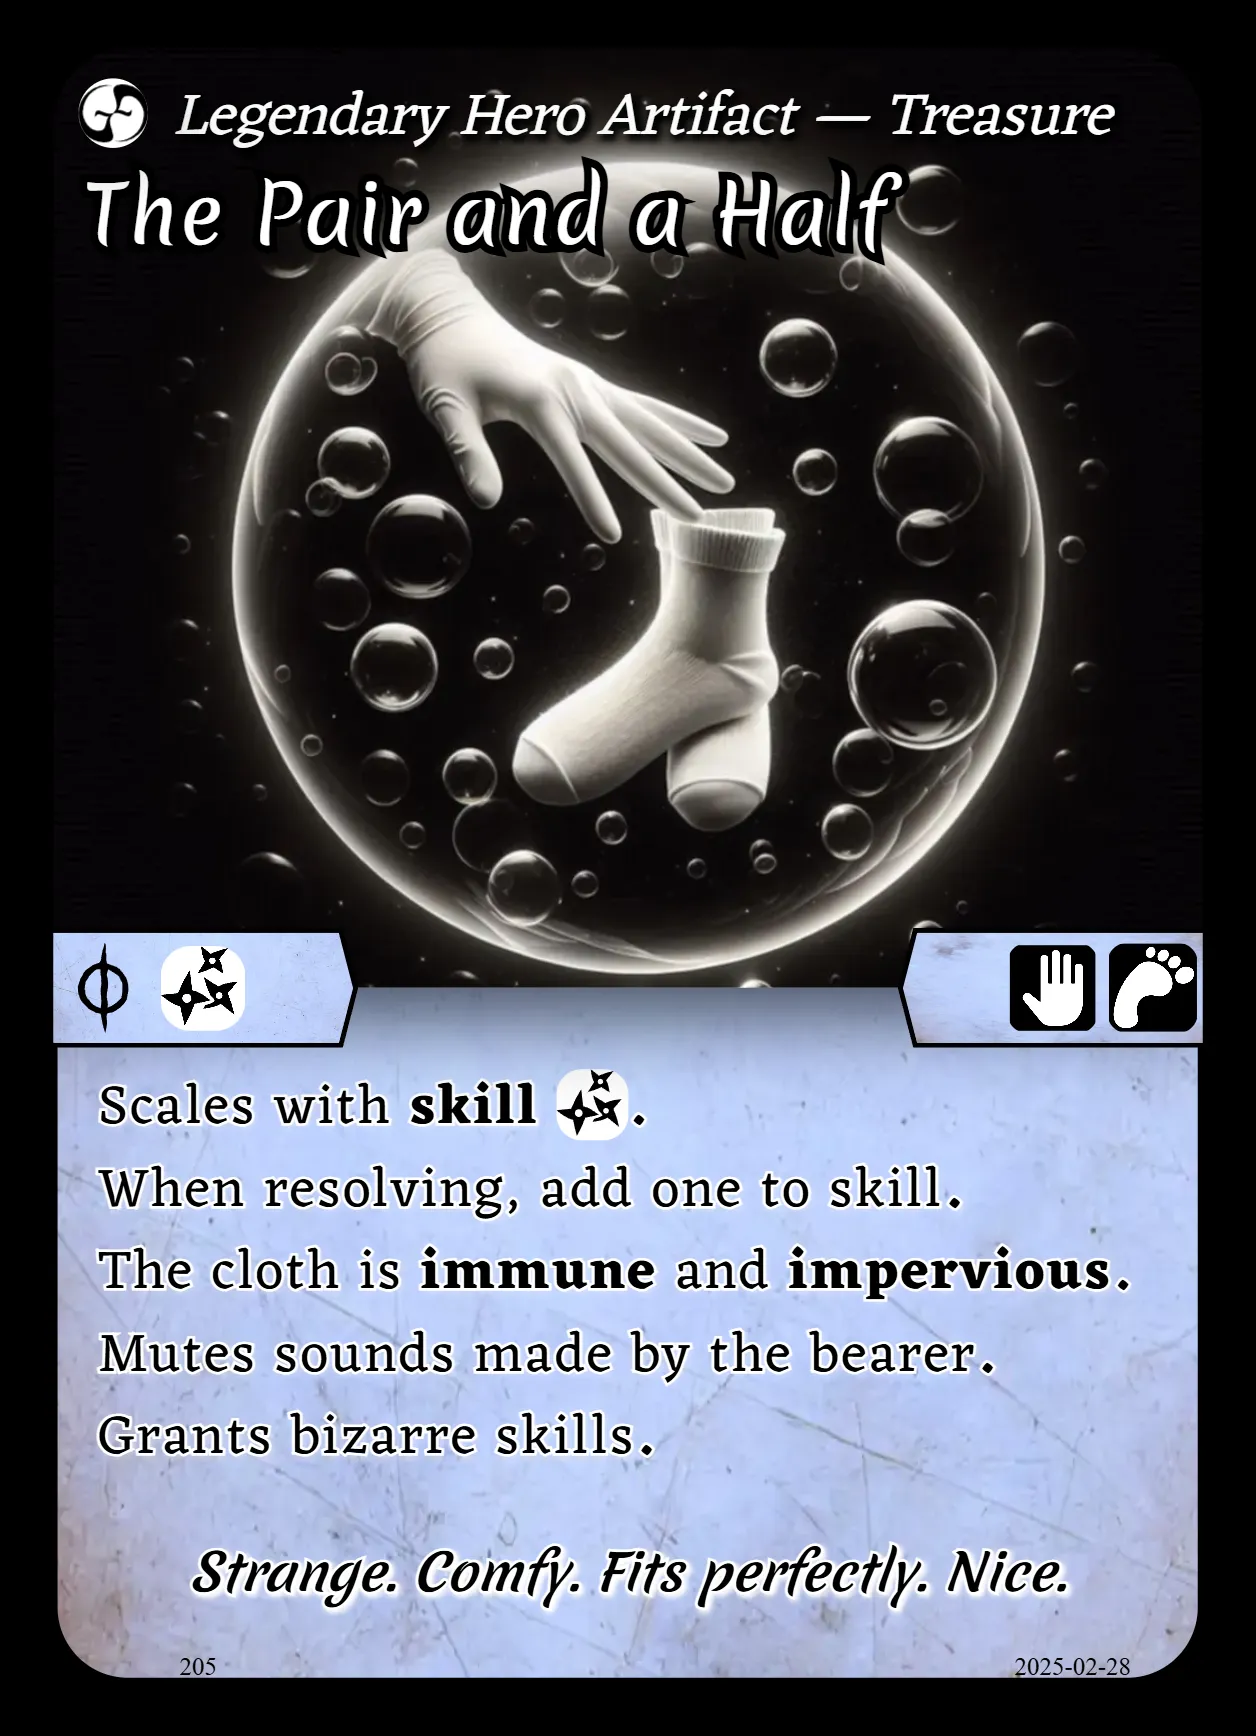 Legendary Hero Artifact — Treasure
The Pair and a Half
Scales with skill .
When resolving, add one to skill.
The cloth is immune and impervious.
Mutes sounds made by the bearer.
Grants bizarre skills.
Strange. Comfy. Fits perfectly. Nice.
205
2025-02-28